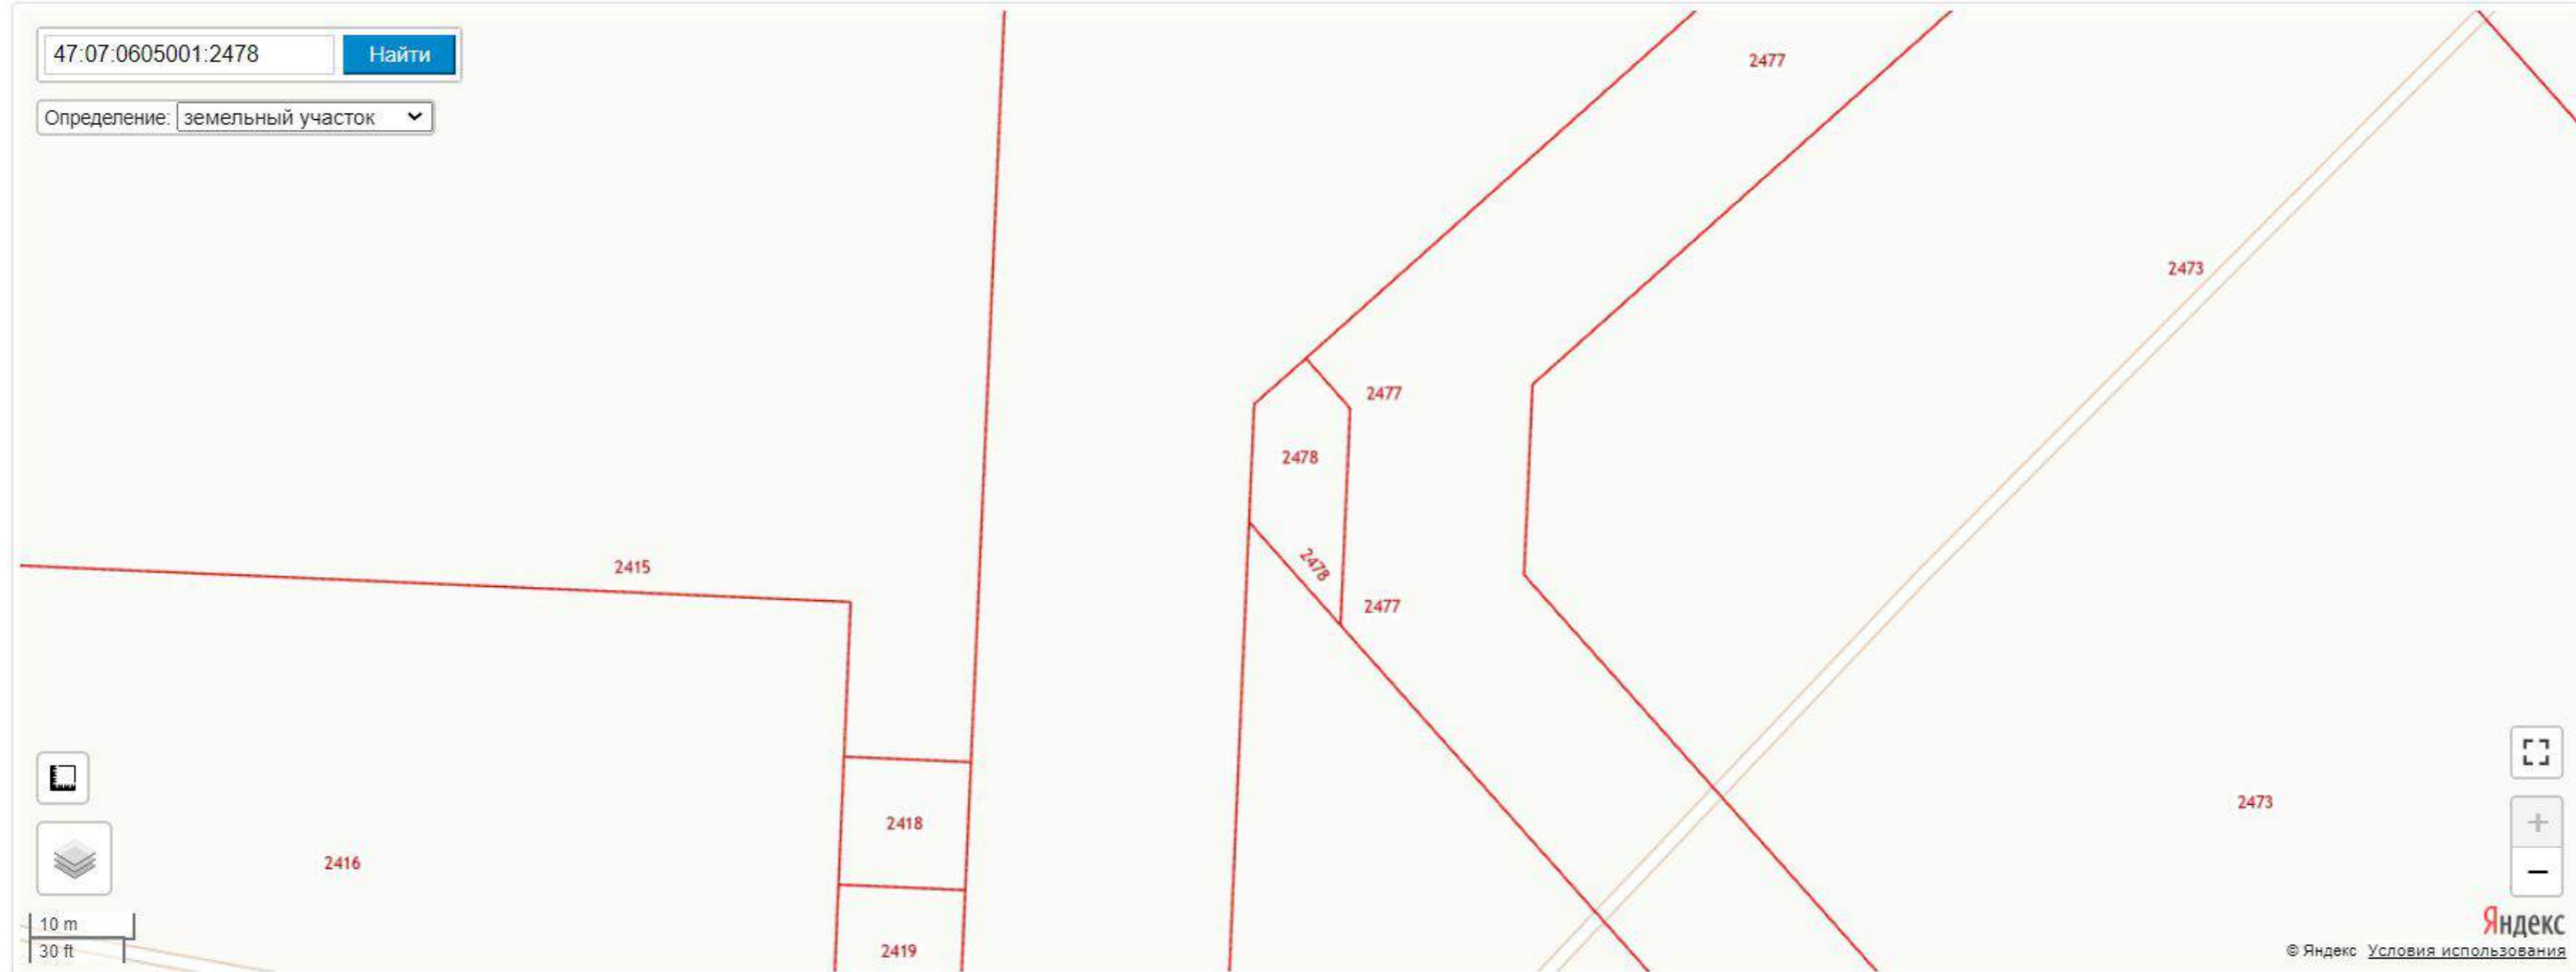 47:07:0605001:2478 Найти
Определение: земельный участок
2477
2473
2477
2478
2478
2415
2477
2473
2418
2416
10 m
30 ft
2419
Яндекс
© Яндекс Условия использования